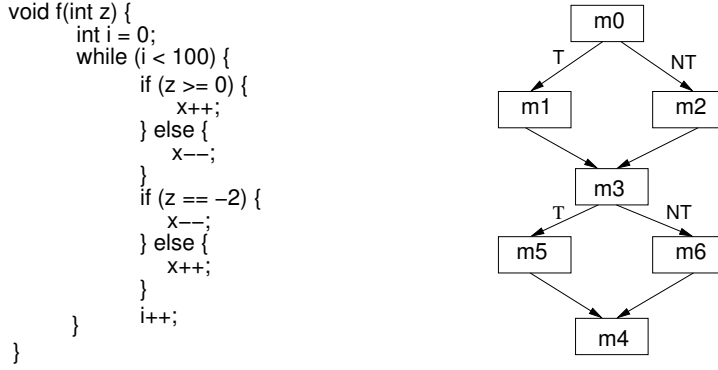 void f(int z) {
int i = 0;
while (i < 100) {
if (z >= 0) {
x++;
} else {
x−−;
}
if (z == −2) {
x−−;
} else {
x++;
}
i++;
}
}
m0
T NT
m1 m2
m3
T NT
m5 m6
m4